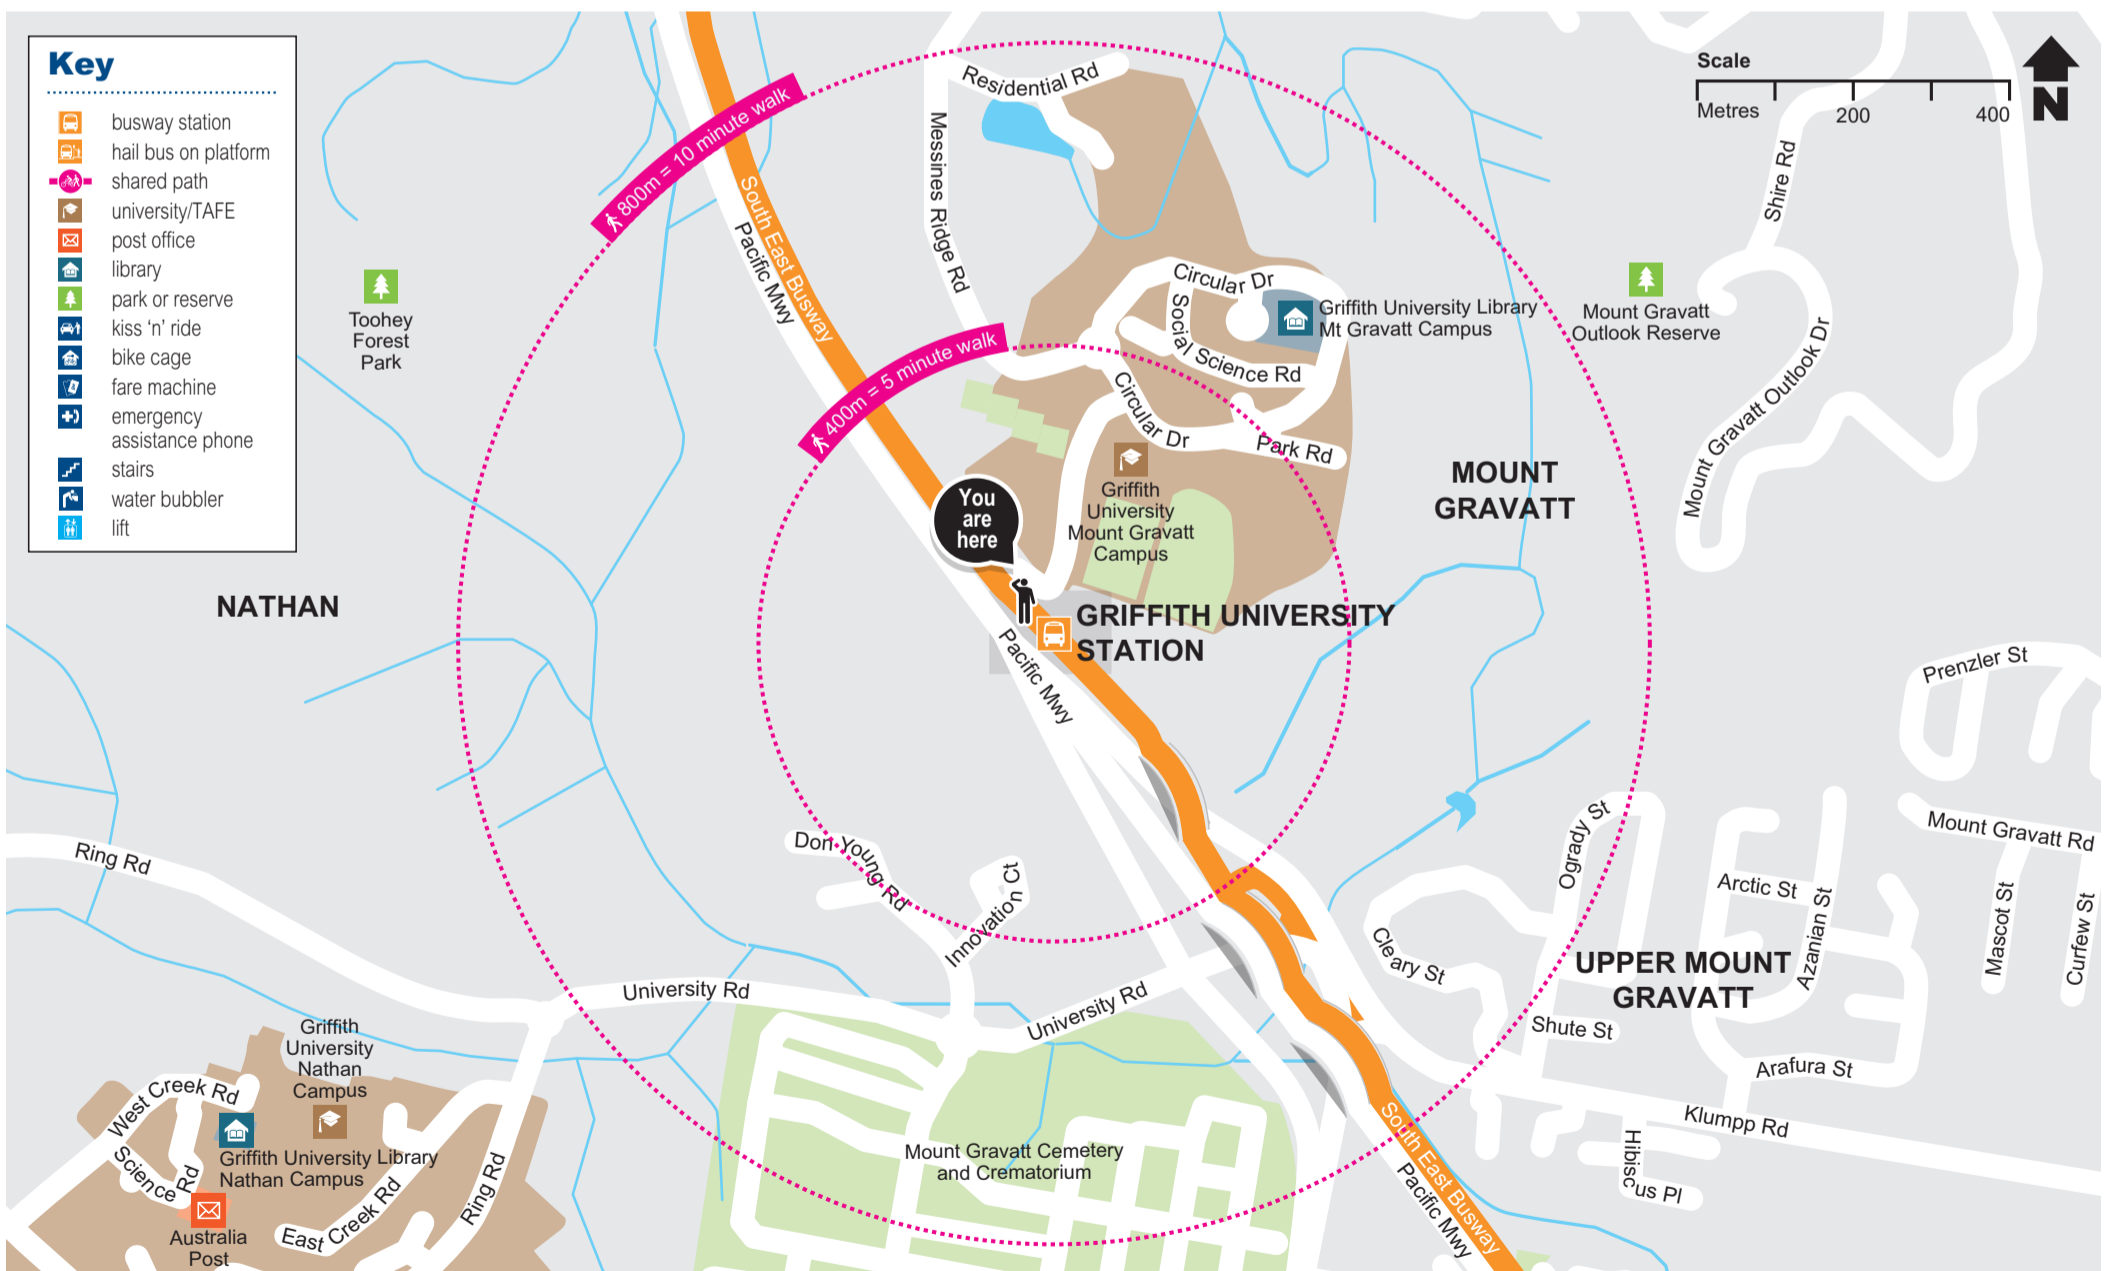 Key
busway station
hail bus on platform
shared path
university/TAFE
post office
library
park or reserve
kiss ‘n’ ride
bike cage
fare machine
emergency
assistance phone
stairs
water bubbler
lift
Scale
Metres
200
400
N
800m = 10 minute walk
400m = 5 minute walk
Residential Rd
Messines Ridge Rd
South East Busway
Pacific Mwy
Toohey
Forest
Park
Circular Dr
Social Science Rd
Griffith University Library
Mt Gravatt Campus
Circular Dr
Park Rd
Shire Rd
Mount Gravatt
Outlook Reserve
Mount Gravatt Outlook Dr
MOUNT
GRAVATT
You
are
here
Griffith
University
Mount Gravatt
Campus
NATHAN
GRIFFITH UNIVERSITY
STATION
Pacific Mwy
Prenzler St
Mount Gravatt Rd
Ogrady St
Arctic St
Azanian St
Mascot St
Curfew St
Don Young Rd
Innovation Ct
Ring Rd
Cleary St
UPPER MOUNT
GRAVATT
University Rd
University Rd
Shute St
Arafura St
Klumpp Rd
Hibiscus Pl
Griffith
University
Nathan
Campus
West Creek Rd
Science Rd
Griffith University Library
Nathan Campus
East Creek Rd
Ring Rd
Australia
Post
Mount Gravatt Cemetery
and Crematorium
South East Busway
Pacific Mwy